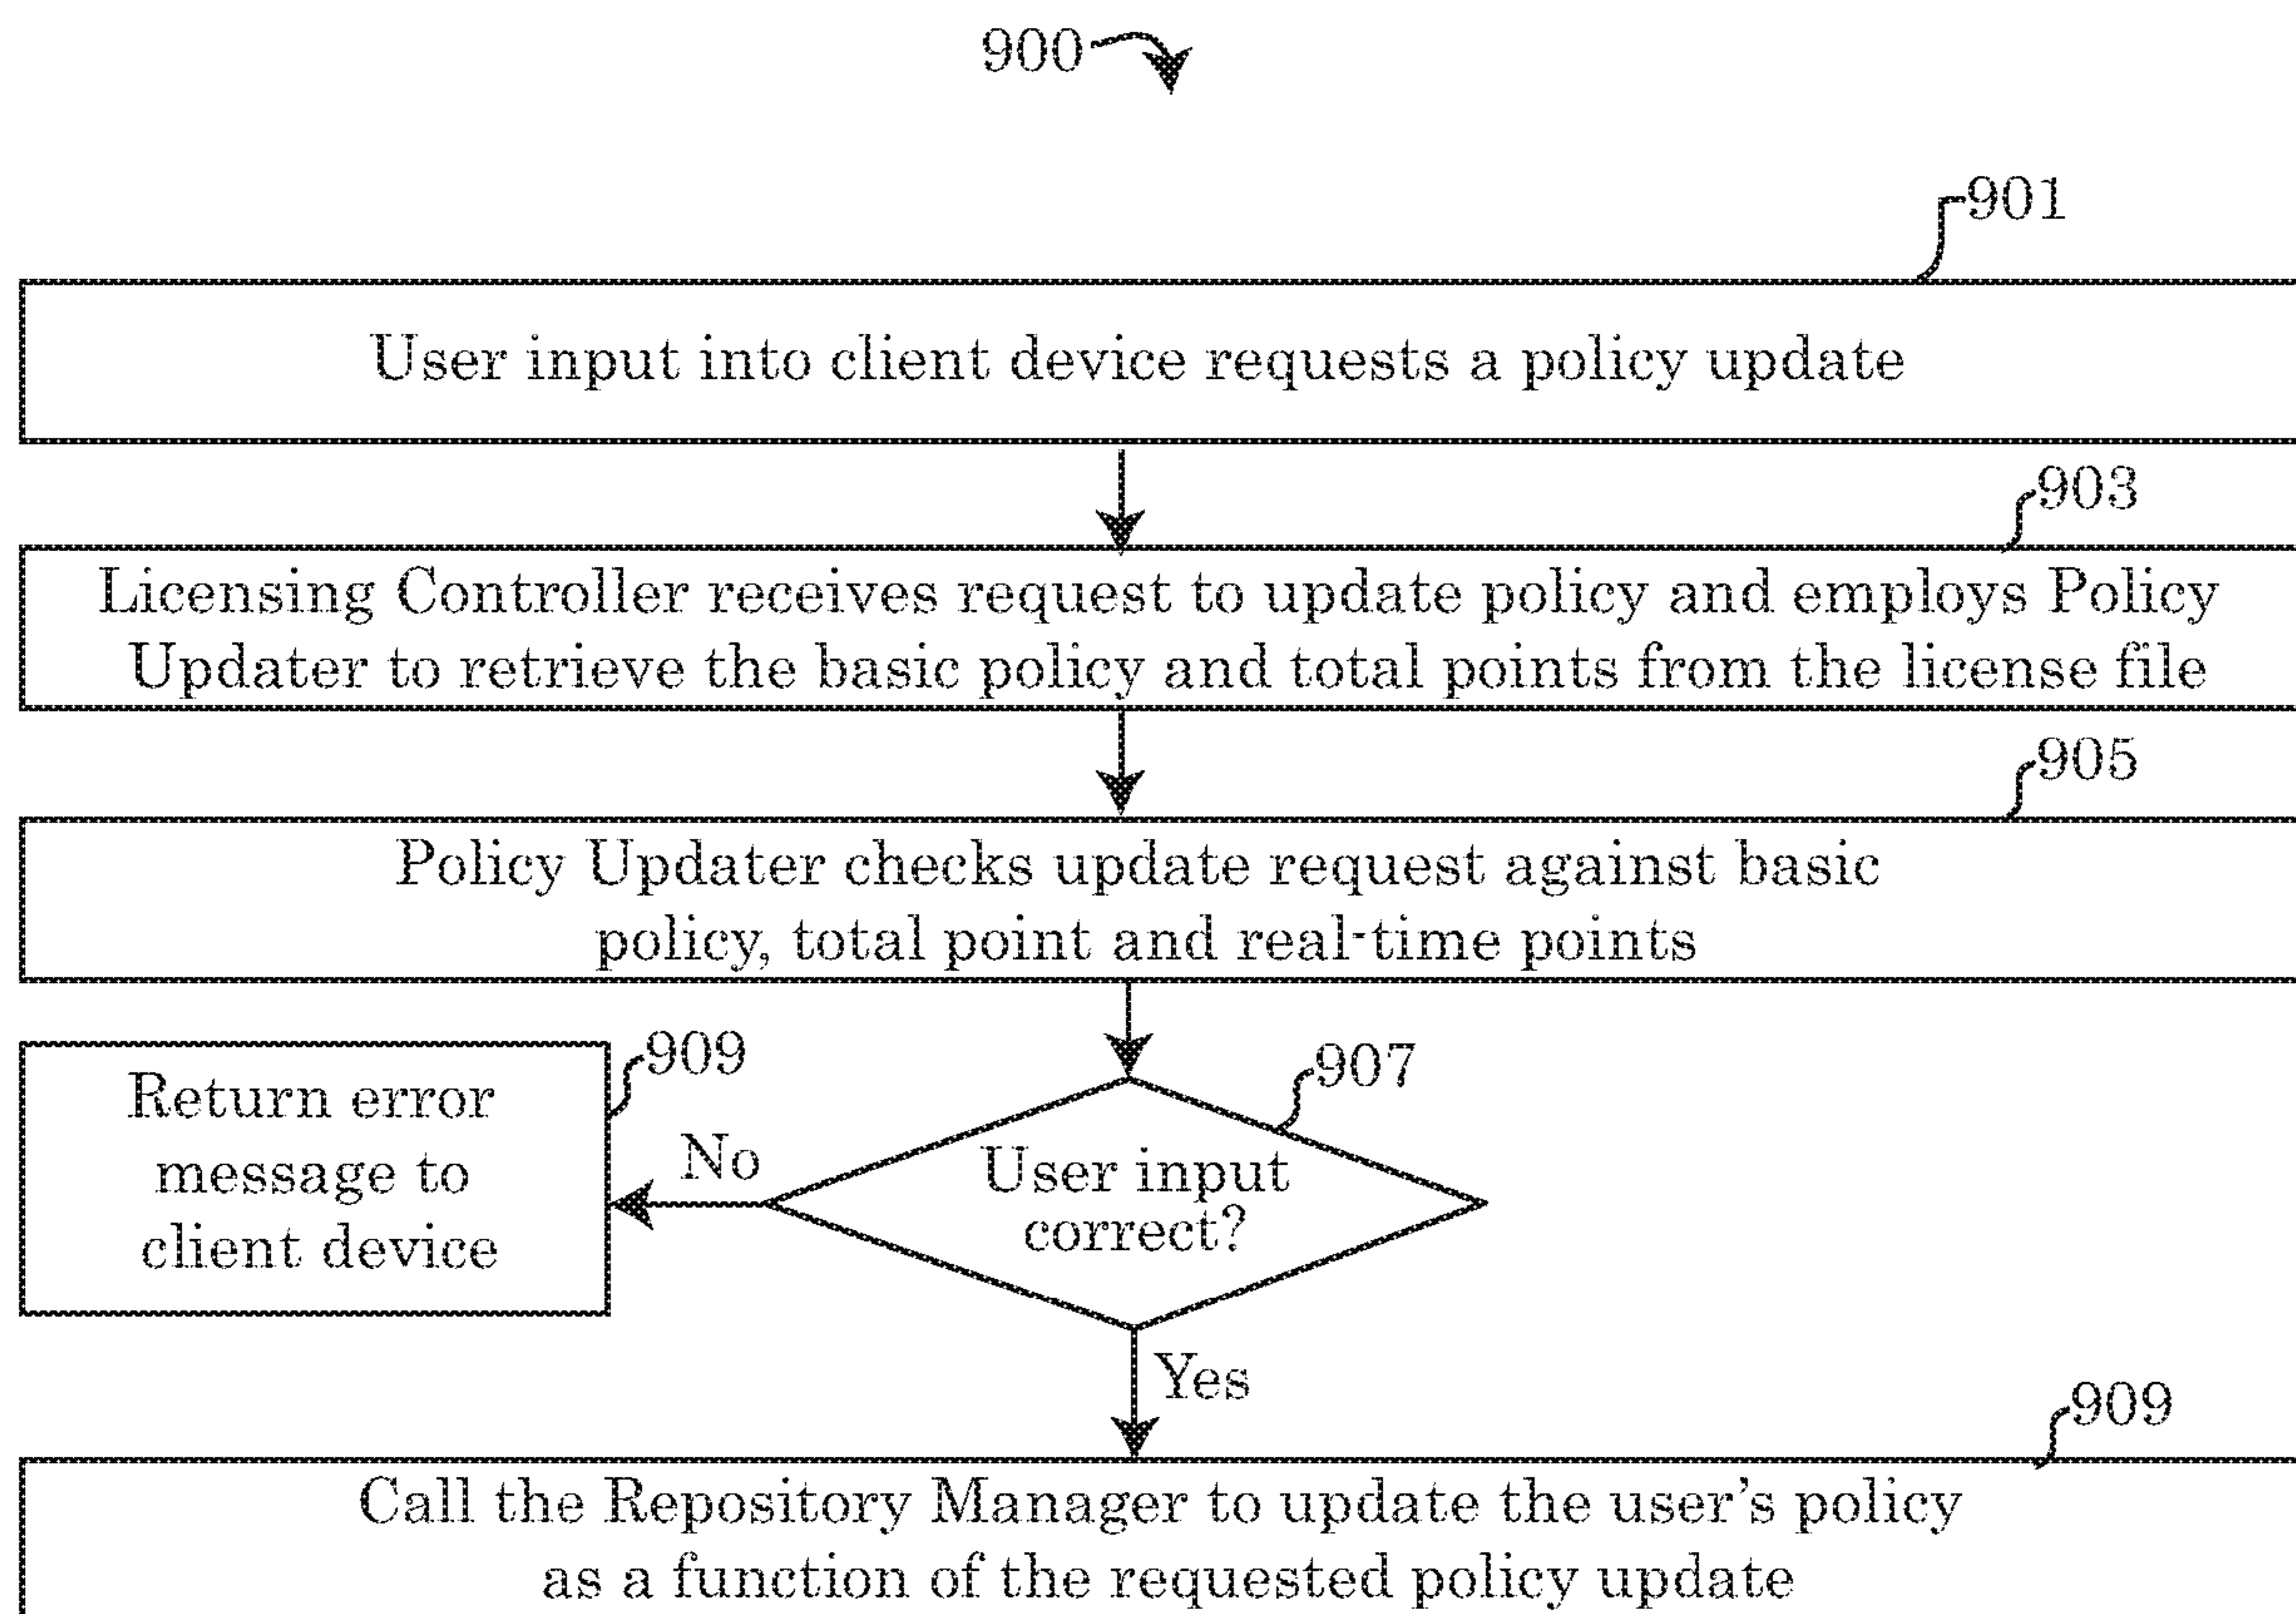 900
901
User input into client device requests a policy update
903
Licensing Controller receives request to update policy and employs Policy
Updater to retrieve the basic policy and total points from the license file
905
Policy Updater checks update request against basic
policy, total point and real-time points
909
Return error
message to
client device
No
907
User input
correct?
Yes
909
Call the Repository Manager to update the user's policy
as a function of the requested policy update